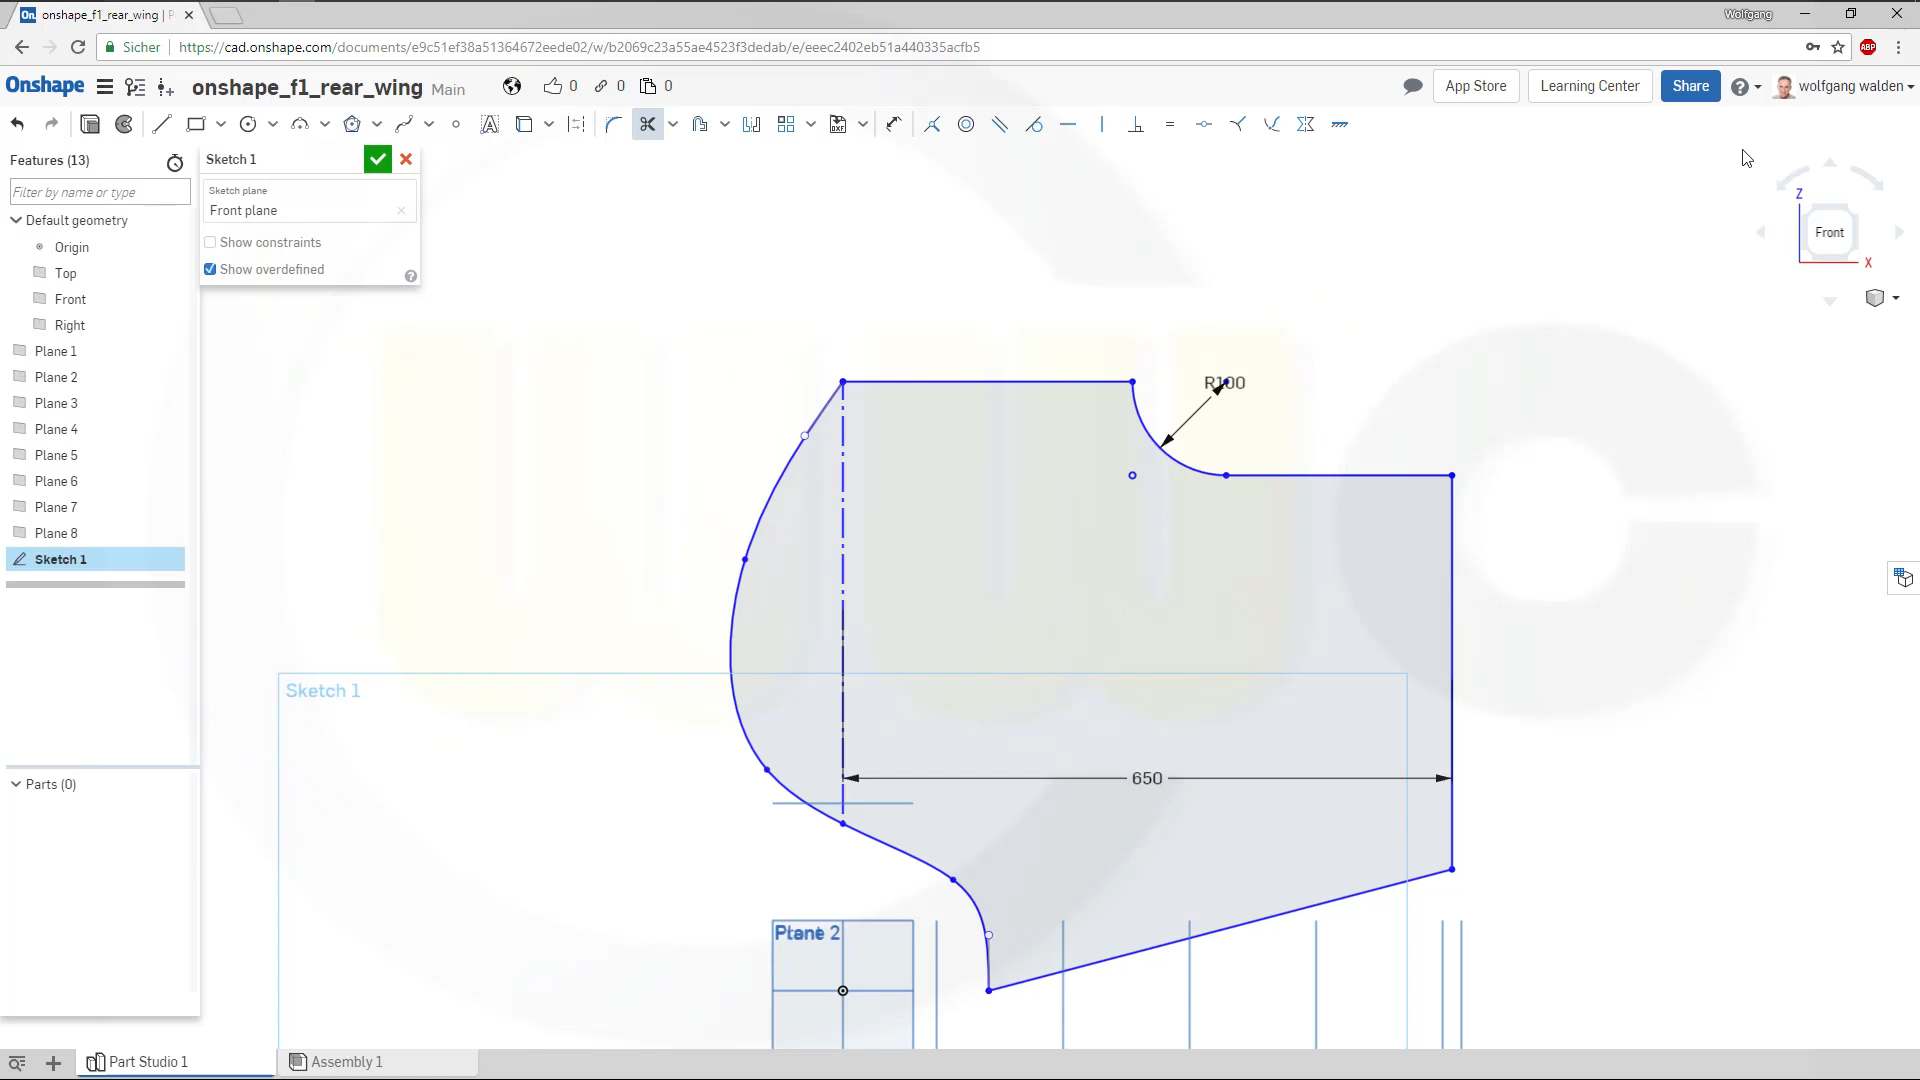 On onshape_f1_rear_wing | P
Wolfgang
Sicher
https://cad.onshape.com/documents/e9c51ef38a51364672eede02/w/b2069c23a55ae4523f3dedab/e/eeec2402eb51a440335acfb5
ABP
Onshape
onshape_f1_rear_wing Main
0
0
0
App Store
Learning Center
Share
wolfgang walden
DXF
Features (13)
Filter by name or type
Default geometry
Origin
Top
Front
Right
Plane 1
Plane 2
Plane 3
Plane 4
Plane 5
Plane 6
Plane 7
Plane 8
Sketch 1
Parts (0)
Sketch 1
Sketch plane
Front plane
Show constraints
Show overdefined
Z
Front
X
R100
Sketch 1
650
Plane 2
Part Studio 1
Assembly 1